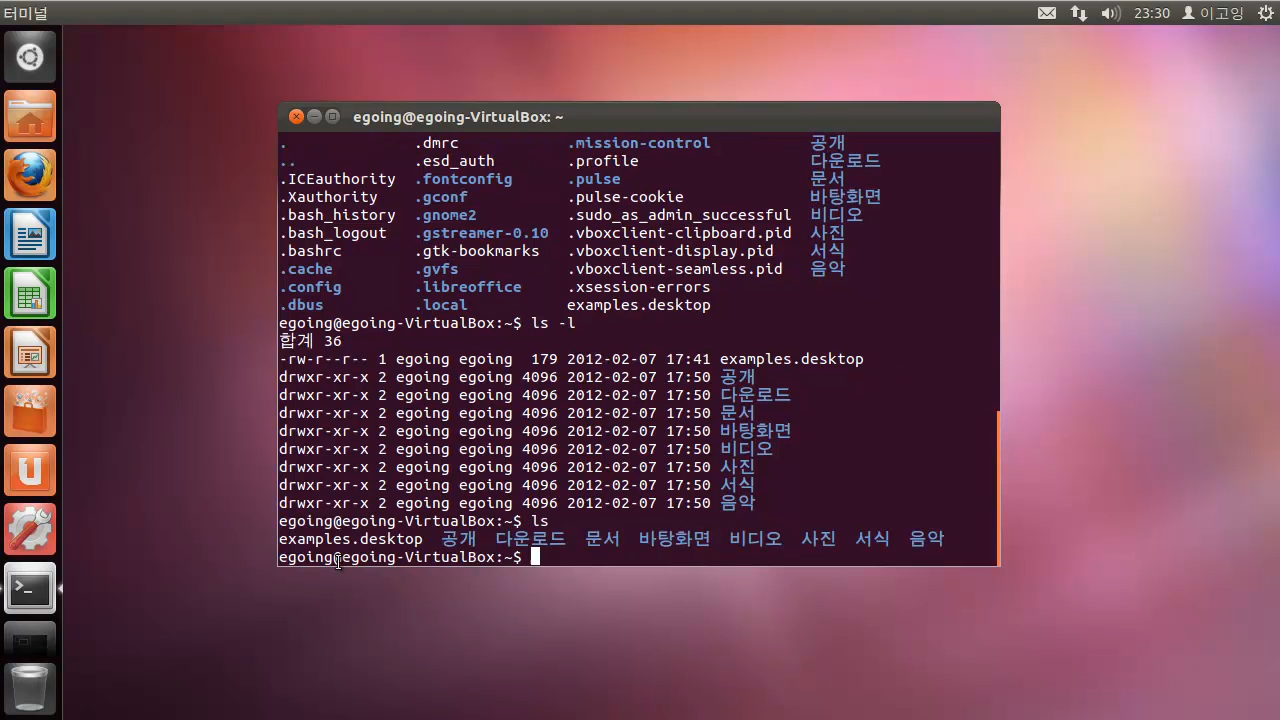 터미널 23:30 이고잉
egoing@egoing-VirtualBox: ~
. .dmrc .mission-control 공개
.. .esd_auth .profile 다운로드
.ICEauthority .fontconfig .pulse 문서
.Xauthority .gconf .pulse-cookie 바탕화면
.bash_history .gnome2 .sudo_as_admin_successful 비디오
.bash_logout .gstreamer-0.10 .vboxclient-clipboard.pid 사진
.bashrc .gtk-bookmarks .vboxclient-display.pid 서식
.cache .gvfs .vboxclient-seamless.pid 음악
.config .libreoffice .xsession-errors
.dbus .local examples.desktop
egoing@egoing-VirtualBox:~$ ls -l
합계 36
-rw-r--r-- 1 egoing egoing 179 2012-02-07 17:41 examples.desktop
drwxr-xr-x 2 egoing egoing 4096 2012-02-07 17:50 공개
drwxr-xr-x 2 egoing egoing 4096 2012-02-07 17:50 다운로드
drwxr-xr-x 2 egoing egoing 4096 2012-02-07 17:50 문서
drwxr-xr-x 2 egoing egoing 4096 2012-02-07 17:50 바탕화면
drwxr-xr-x 2 egoing egoing 4096 2012-02-07 17:50 비디오
drwxr-xr-x 2 egoing egoing 4096 2012-02-07 17:50 사진
drwxr-xr-x 2 egoing egoing 4096 2012-02-07 17:50 서식
drwxr-xr-x 2 egoing egoing 4096 2012-02-07 17:50 음악
egoing@egoing-VirtualBox:~$ ls
examples.desktop 공개 다운로드 문서 바탕화면 비디오 사진 서식 음악
egoing@egoing-VirtualBox:~$